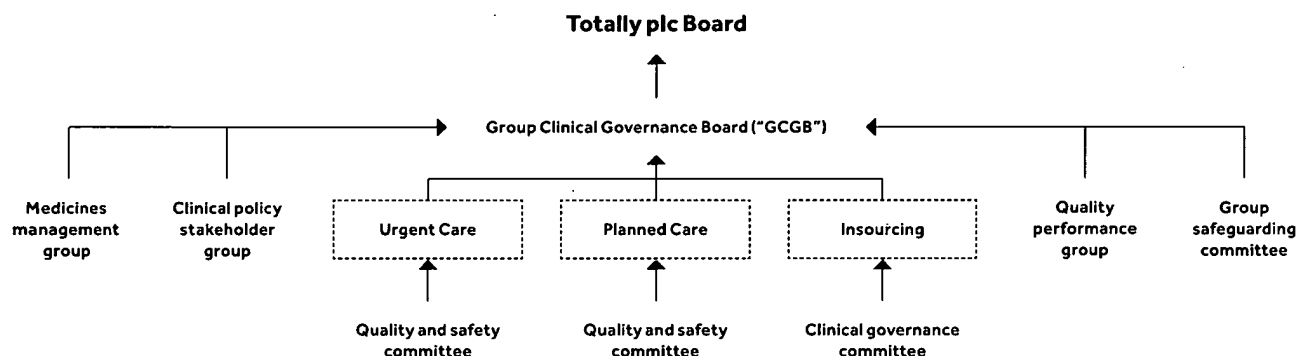 Totally plc Board
Group Clinical Governance Board ("GCGB")
Medicines
management
group
Clinical policy
stakeholder
group
Urgent Care
Planned Care
Insourcing
Quality
performance
group
Group
safeguarding
committee
Quality and safety
committee
Quality and safety
committee
Clinical governance
committee